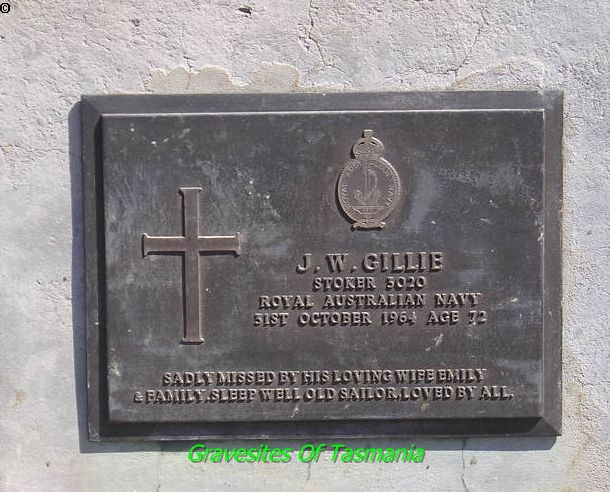 ©
J. W. GILLIE
STOKER 3020
ROYAL AUSTRALIAN NAVY
31ST OCTOBER 1964 AGE 72
SADLY MISSED BY HIS LOVING WIFE EMILY
& FAMILY. SLEEP WELL OLD SAILOR. LOVED BY ALL.
Gravesites Of Tasmania